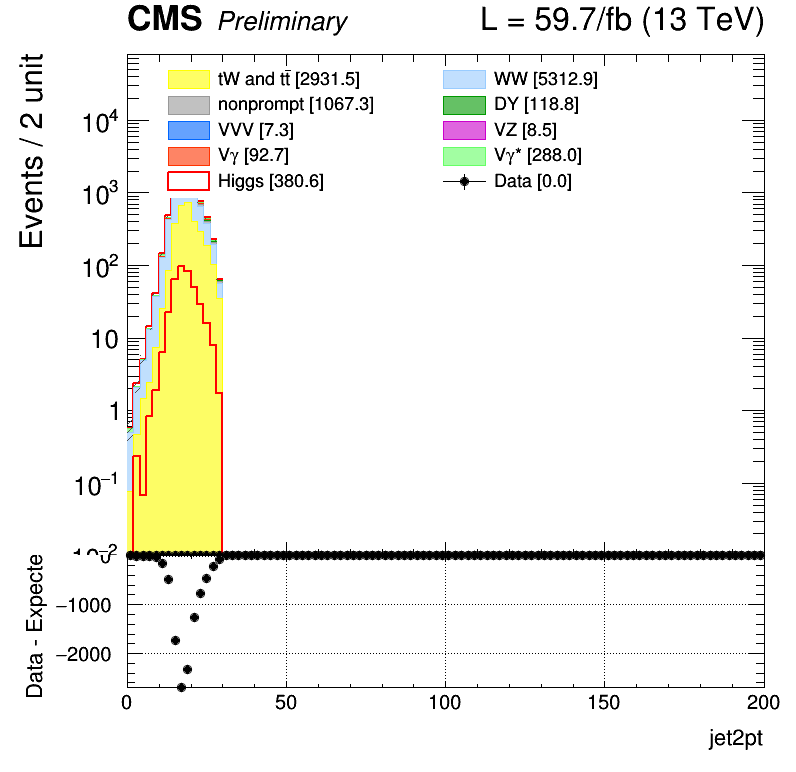 CMS Preliminary L = 59.7/fb (13 TeV)
Events / 2 unit
tW and tt̄ [2931.5] WW [5312.9]
nonprompt [1067.3] DY [118.8]
VVV [7.3] VZ [8.5]
Vγ [92.7] Vγ* [288.0]
Higgs [380.6] Data [0.0]
10⁴
10³
10²
10
1
10⁻¹
Data - Expecte
−1000
−2000
0 50 100 150 200
jet2pt